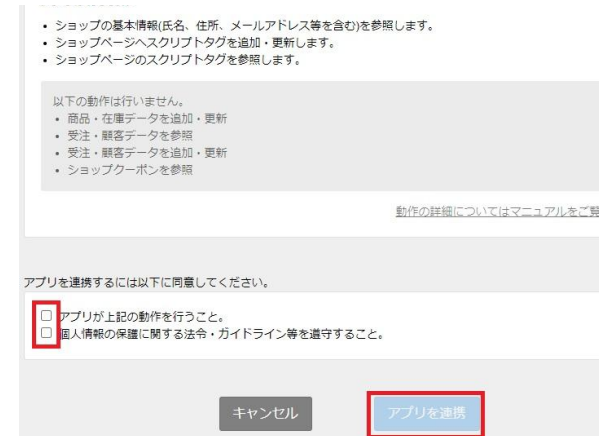 ・ショップの基本情報(氏名、住所、メールアドレス等を含む)を参照します。
・ショップページへスクリプトタグを追加・更新します。
・ショップページのスクリプトタグを参照します。
以下の動作は行いません。
・商品・在庫データを追加・更新
・受注・顧客データを参照
・受注・顧客データを追加・更新
・ショップクーポンを参照
動作の詳細についてはマニュアルをご覧
アプリを連携するには以下に同意してください。
アプリが上記の動作を行うこと。
個人情報の保護に関する法令・ガイドライン等を遵守すること。
キャンセル
アプリを連携